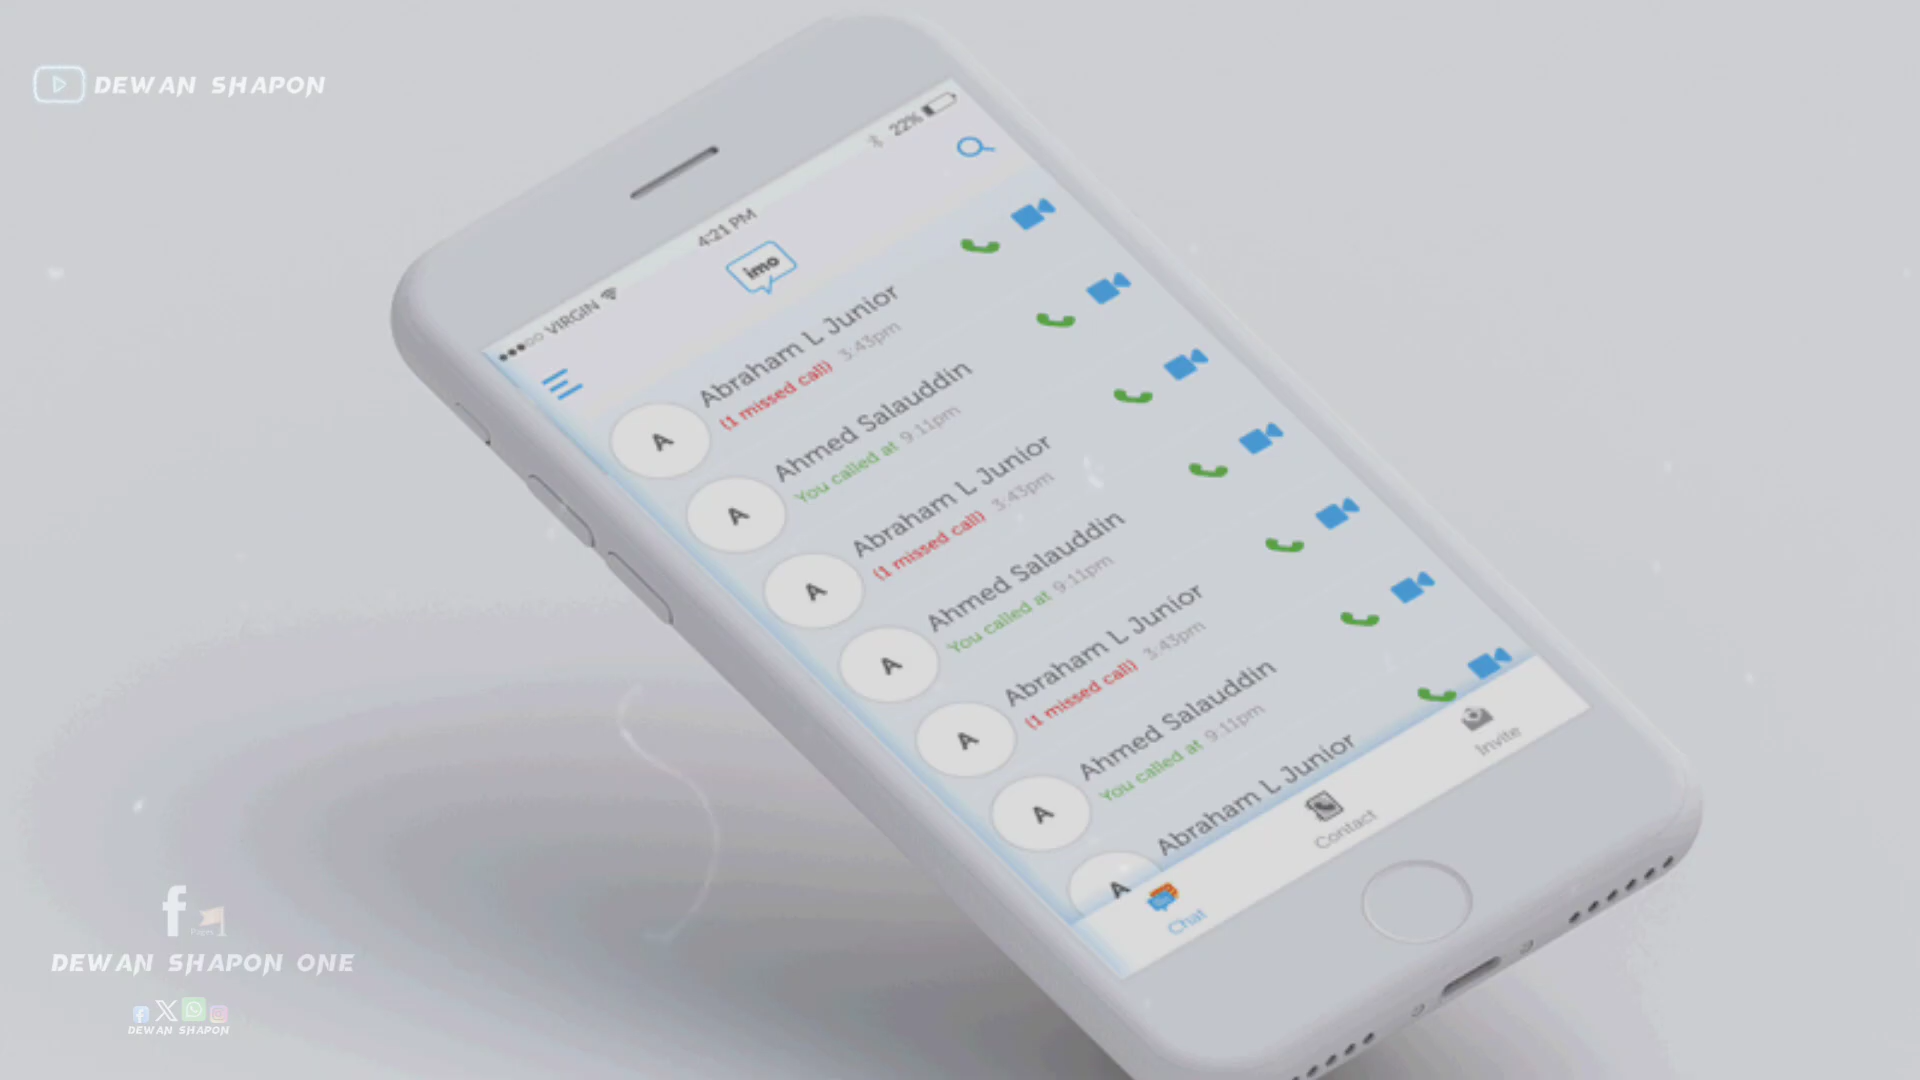 DEWAN SHAPON
22%
4:21 PM
VIRGIN
imo
Abraham L Junior
(1 missed call) 3:43pm
A
Ahmed Salauddin
You called at 9:11pm
A
Abraham L Junior
(1 missed call) 3:43pm
A
Ahmed Salauddin
You called at 9:11pm
A
Abraham L Junior
(1 missed call) 3:43pm
A
Ahmed Salauddin
You called at 9:11pm
A
Abraham L Junior
A
Chat
Contact
Invite
f
Pages
DEWAN SHAPON ONE
DEWAN SHAPON